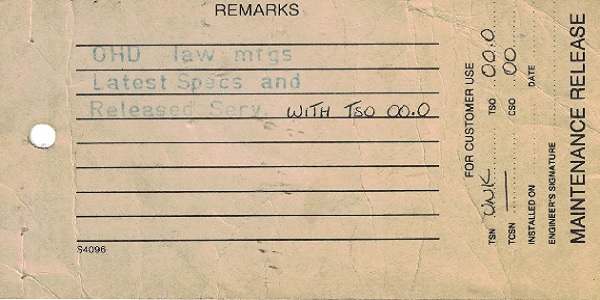 REMARKS
OHD law mfgs
Latest Specs and
Released Serv. WITH TSO 00.0
S4096
FOR CUSTOMER USE
TSN UNK TSO 00.0
TCSN — CSO 00
INSTALLED ON DATE
ENGINEER'S SIGNATURE
MAINTENANCE RELEASE